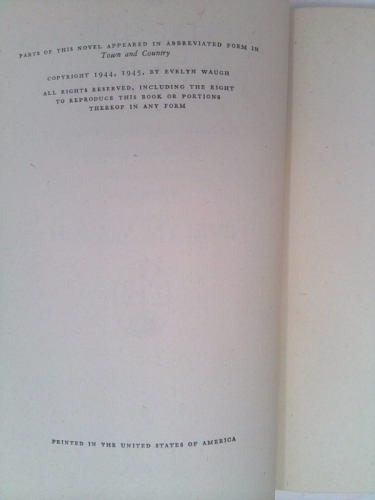 PARTS OF THIS NOVEL APPEARED IN ABBREVIATED FORM IN
Town and Country
COPYRIGHT 1944, 1945, BY EVELYN WAUGH
ALL RIGHTS RESERVED, INCLUDING THE RIGHT
TO REPRODUCE THIS BOOK OR PORTIONS
THEREOF IN ANY FORM
PRINTED IN THE UNITED STATES OF AMERICA